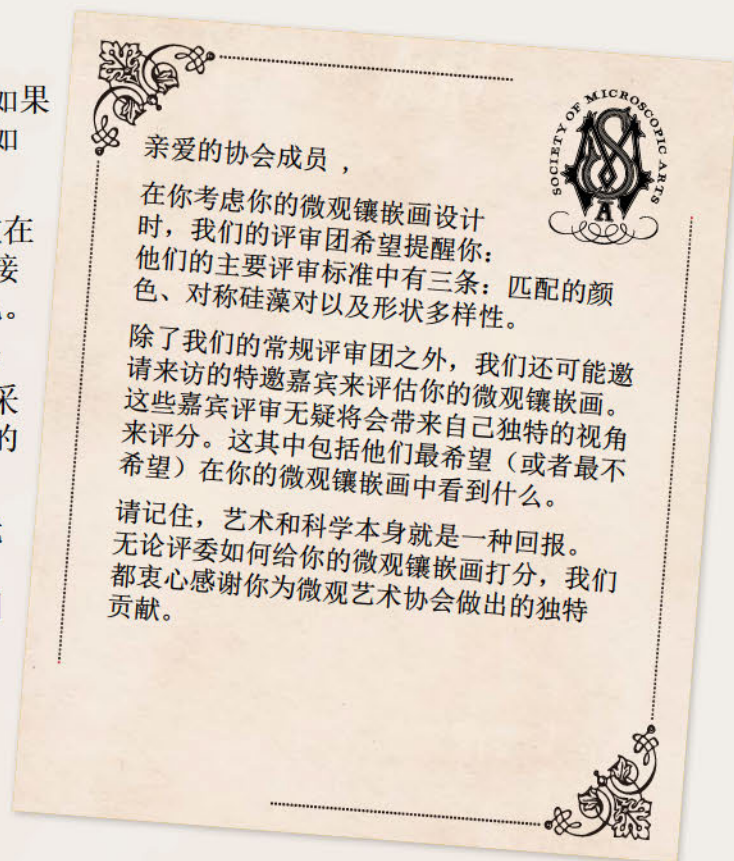 如果
如
在
接
。
采
的
SOCIETY OF MICROSCOPIC ARTS
S
M
A
亲爱的协会成员 ，
在你考虑你的微观镶嵌画设计
时，我们的评审团希望提醒你：
他们的主要评审标准中有三条：匹配的颜
色、对称硅藻对以及形状多样性。
除了我们的常规评审团之外，我们还可能邀
请来访的特邀嘉宾来评估你的微观镶嵌画。
这些嘉宾评审无疑将会带来自己独特的视角
来评分。这其中包括他们最希望（或者最不
希望）在你的微观镶嵌画中看到什么。
请记住，艺术和科学本身就是一种回报。
无论评委如何给你的微观镶嵌画打分，我们
都衷心感谢你为微观艺术协会做出的独特
贡献。